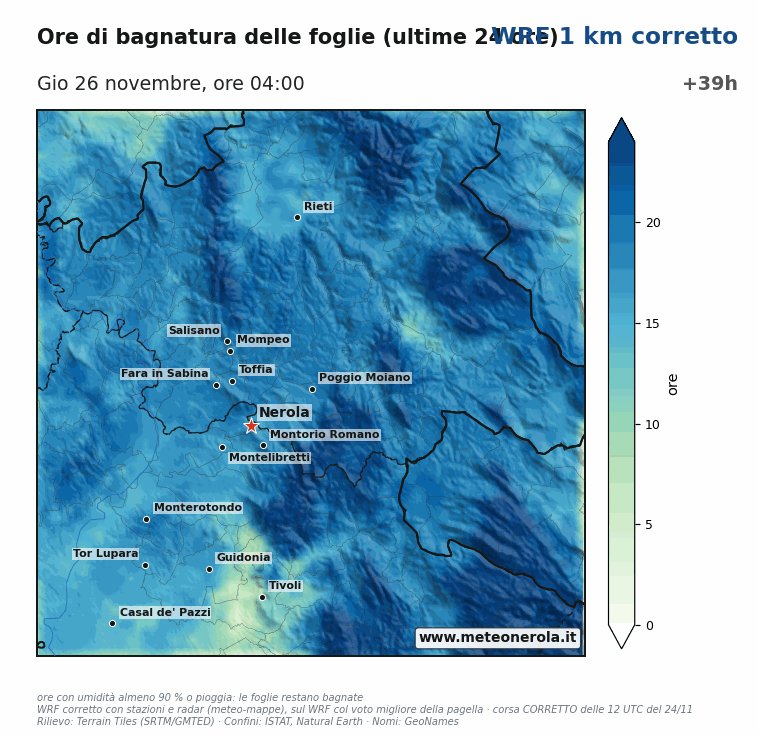 Ore di bagnatura delle foglie (ultime 24 ore)
WRF 1 km corretto
Gio 26 novembre, ore 04:00
+39h
Rieti
Salisano
Mompeo
Toffia
Fara in Sabina
Poggio Moiano
Nerola
Montorio Romano
Montelibretti
Monterotondo
Tor Lupara
Guidonia
Tivoli
Casal de' Pazzi
www.meteonerola.it
20
15
10
5
0
ore
ore con umidità almeno 90 % o pioggia: le foglie restano bagnate
WRF corretto con stazioni e radar (meteo-mappe), sul WRF col voto migliore della pagella · corsa CORRETTO delle 12 UTC del 24/11
Rilievo: Terrain Tiles (SRTM/GMTED) · Confini: ISTAT, Natural Earth · Nomi: GeoNames